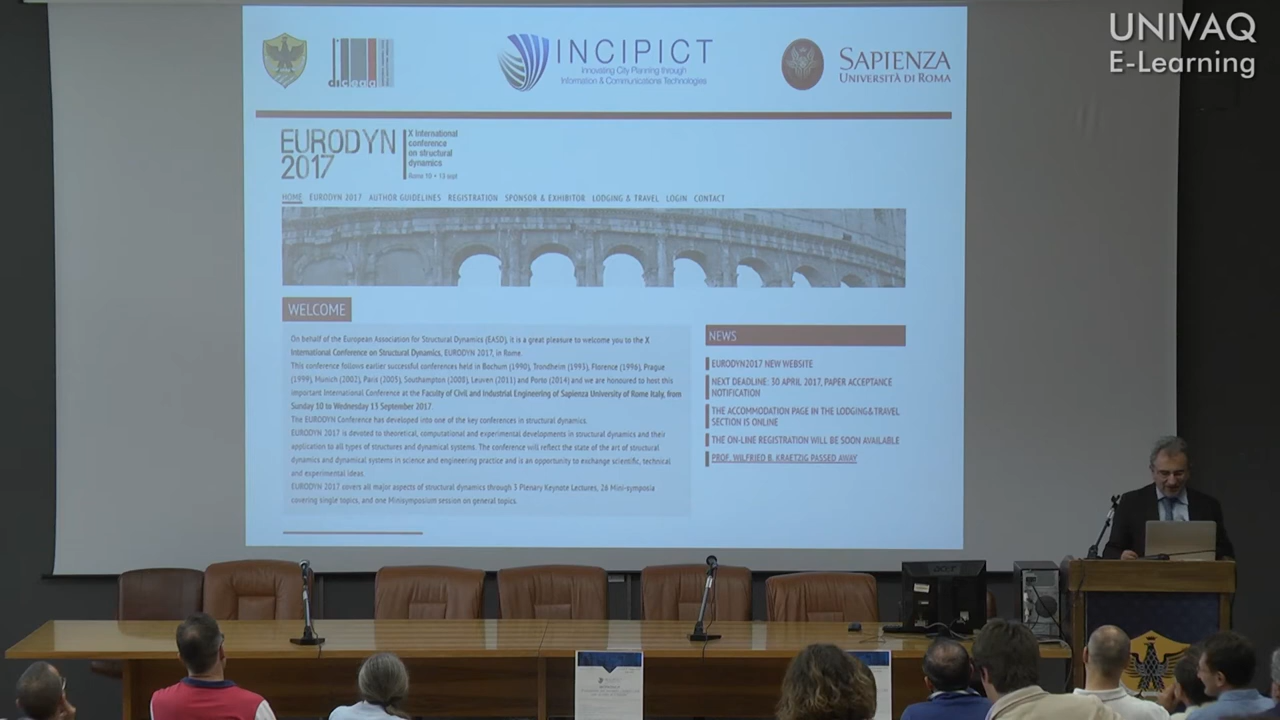 UNIVAQ
E-Learning
INCIPICT
Innovating City Planning through
Information & Communications Technologies
SAPIENZA
UNIVERSITÀ DI ROMA
EURODYN
2017
X International
conference
on structural
dynamics
Rome 10 - 13 sept
HOME EURODYN 2017 AUTHOR GUIDELINES REGISTRATION SPONSOR & EXHIBITOR LODGING & TRAVEL LOGIN CONTACT
WELCOME
On behalf of the European Association for Structural Dynamics (EASD), it is a great pleasure to welcome you to the X
International Conference on Structural Dynamics, EURODYN 2017, in Rome.
This conference follows earlier successful conferences held in Bochum (1990), Trondheim (1993), Florence (1996), Prague
(1999), Munich (2002), Paris (2005), Southampton (2008), Leuven (2011) and Porto (2014) and we are honoured to host this
important International Conference at the Faculty of Civil and Industrial Engineering of Sapienza University of Rome Italy, from
Sunday 10 to Wednesday 13 September 2017.
The EURODYN Conference has developed into one of the key conferences in structural dynamics.
EURODYN 2017 is devoted to theoretical, computational and experimental developments in structural dynamics and their
application to all types of structures and dynamical systems. The conference will reflect the state of the art of structural
dynamics and dynamical systems in science and engineering practice and is an opportunity to exchange scientific, technical
and experimental ideas.
EURODYN 2017 covers all major aspects of structural dynamics through 3 Plenary Keynote Lectures, 26 Mini-symposia
covering single topics, and one Minisymposium session on general topics.
NEWS
EURODYN2017 NEW WEBSITE
NEXT DEADLINE: 30 APRIL 2017, PAPER ACCEPTANCE
NOTIFICATION
THE ACCOMMODATION PAGE IN THE LODGING&TRAVEL
SECTION IS ONLINE
THE ON-LINE REGISTRATION WILL BE SOON AVAILABLE
PROF. WILFRIED B. KRAETZIG PASSED AWAY
acer